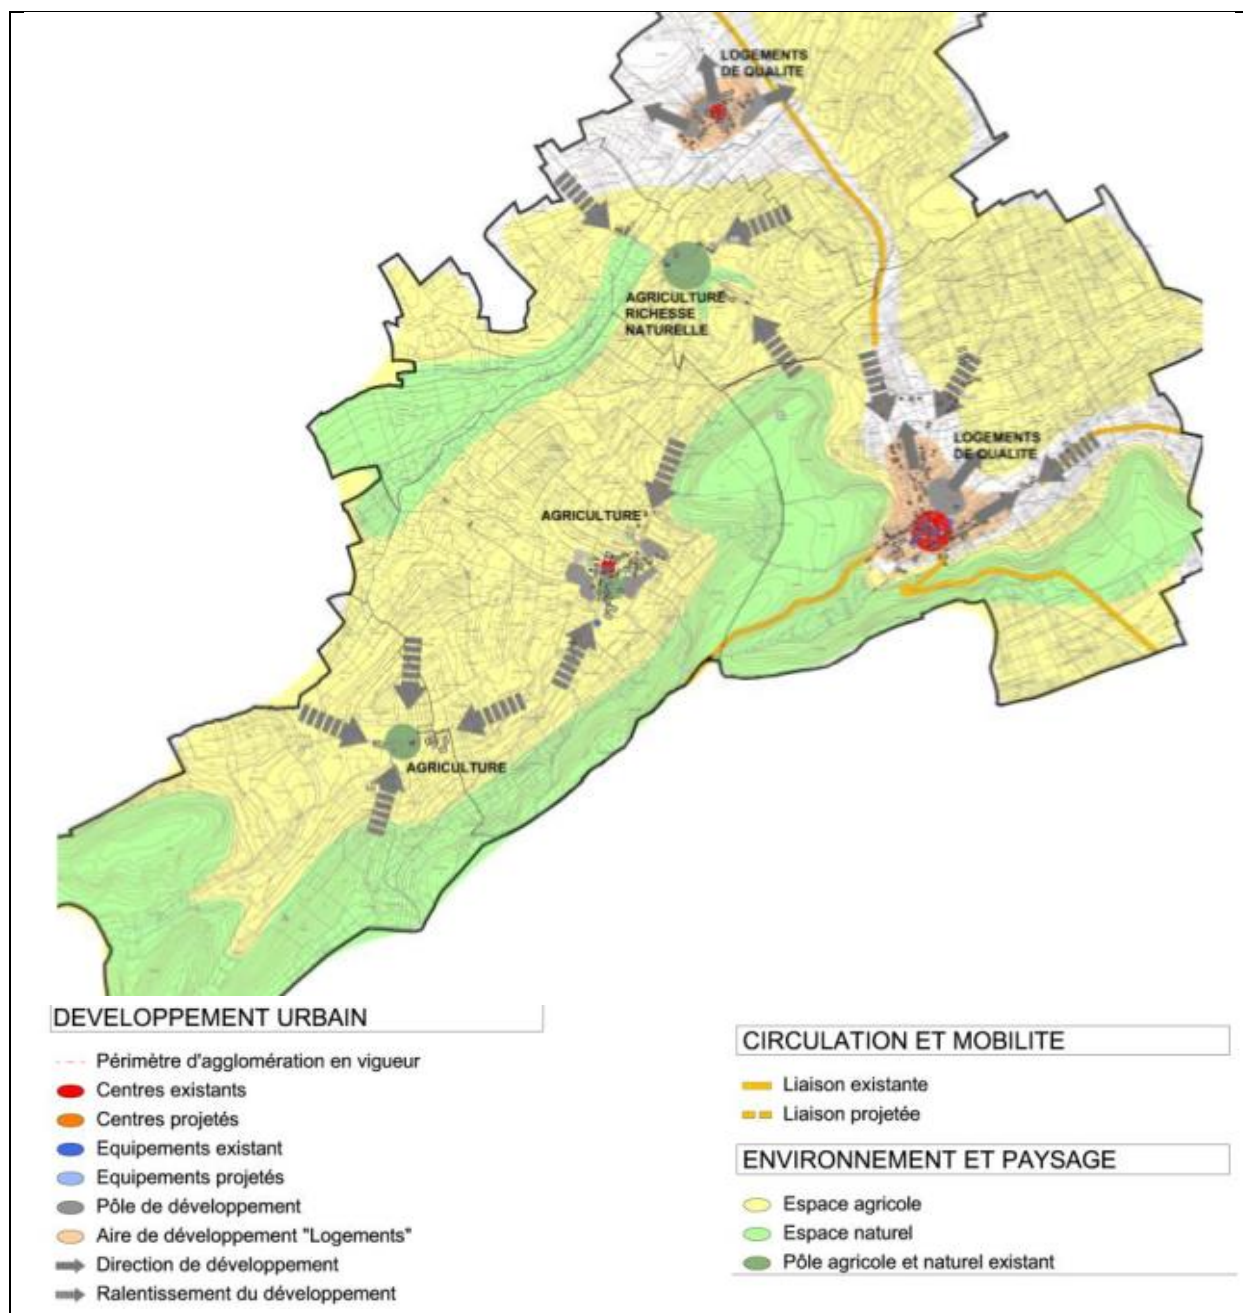 LOGEMENTS
DE QUALITE
AGRICULTURE
RICHESSE
NATURELLE
LOGEMENTS
DE QUALITE
AGRICULTURE
AGRICULTURE
DEVELOPPEMENT URBAIN
Périmètre d'agglomération en vigueur
Centres existants
Centres projetés
Equipements existant
Equipements projetés
Pôle de développement
Aire de développement "Logements"
Direction de développement
Ralentissement du développement
CIRCULATION ET MOBILITE
Liaison existante
Liaison projetée
ENVIRONNEMENT ET PAYSAGE
Espace agricole
Espace naturel
Pôle agricole et naturel existant